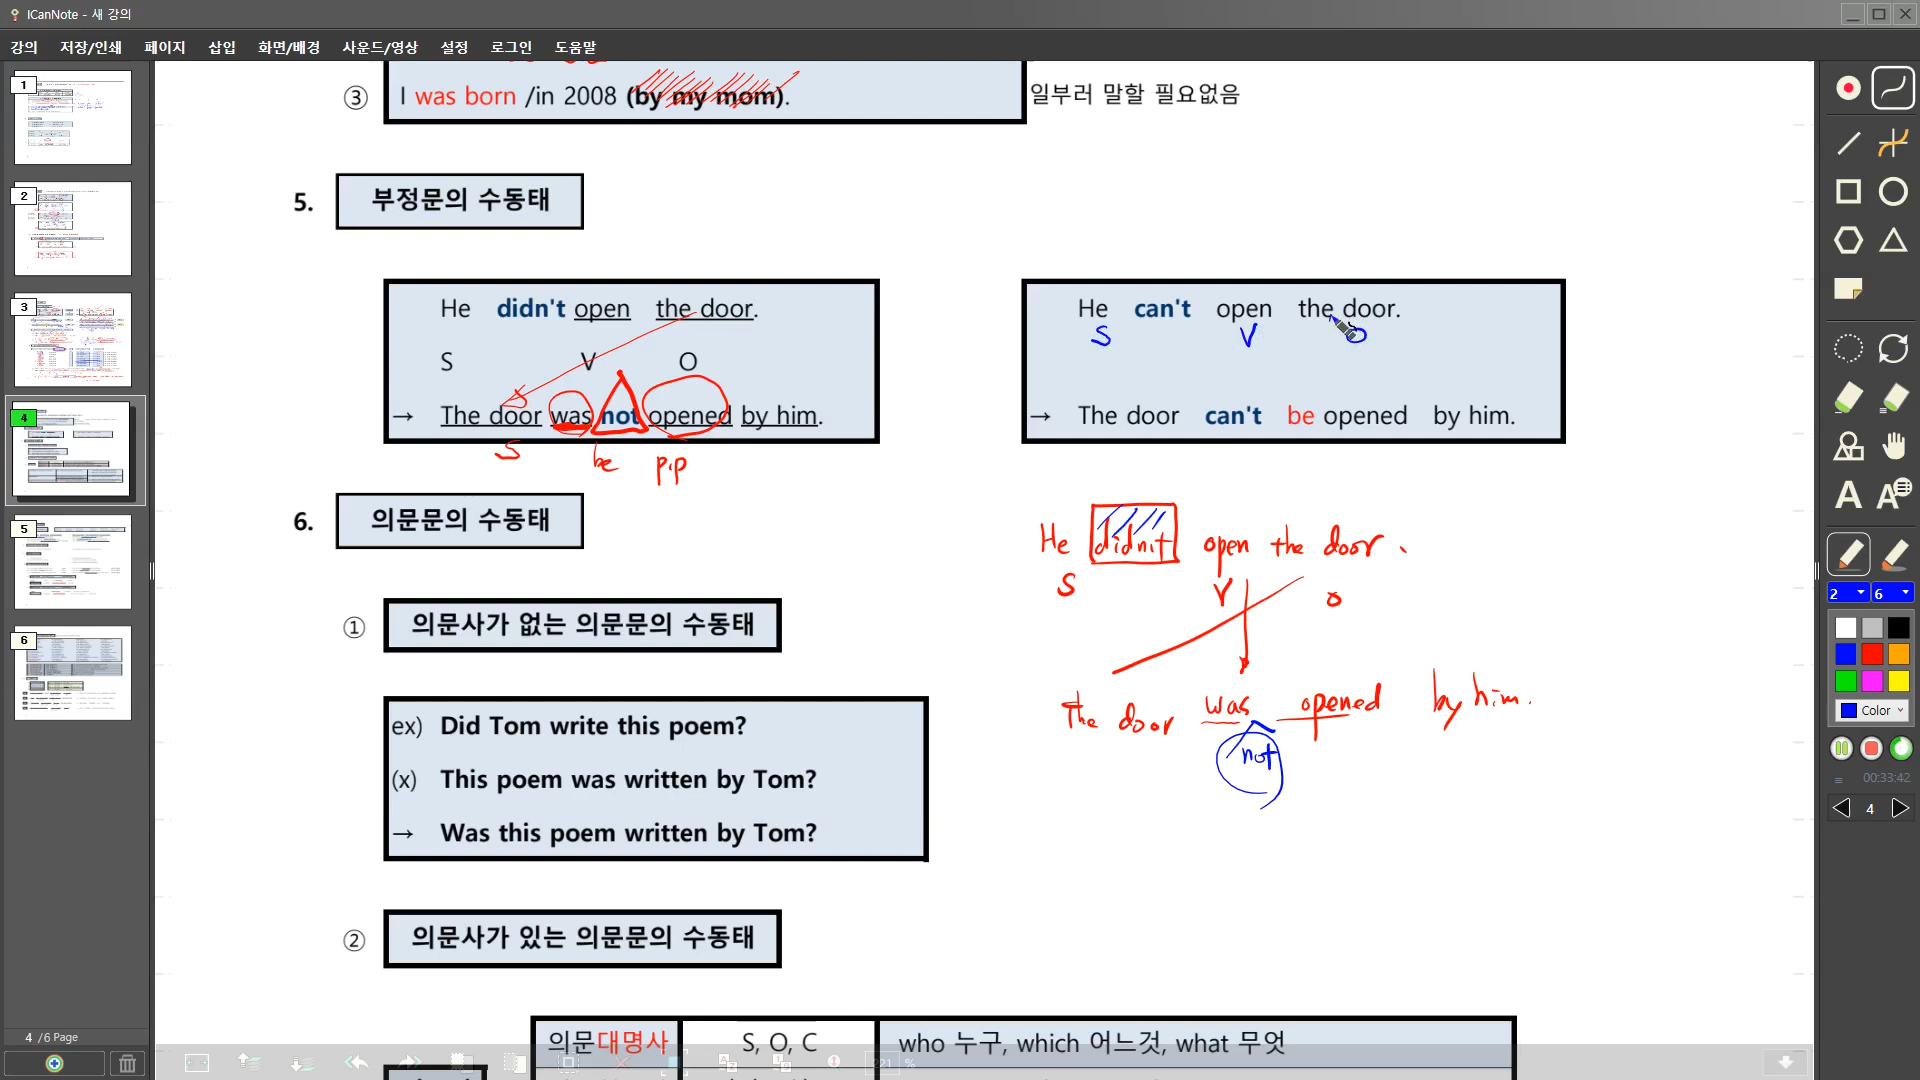 ICanNote - 새 강의
강의 저장/인쇄 페이지 삽입 화면/배경 사운드/영상 설정 로그인 도움말
1
2
3
4
5
6
③ I was born /in 2008 (by my mom). 일부러 말할 필요없음
5. 부정문의 수동태
He didn't open the door.
S V O
→ The door was not opened by him.
S be p.p
He can't open the door.
S V O
→ The door can't be opened by him.
6. 의문문의 수동태
He didn't open the door.
S V O
The door was opened by him.
not
① 의문사가 없는 의문문의 수동태
ex) Did Tom write this poem?
(x) This poem was written by Tom?
→ Was this poem written by Tom?
② 의문사가 있는 의문문의 수동태
의문대명사 S, O, C who 누구, which 어느것, what 무엇
2 6
Color
00:33:42
4
4 /6 Page
221 %